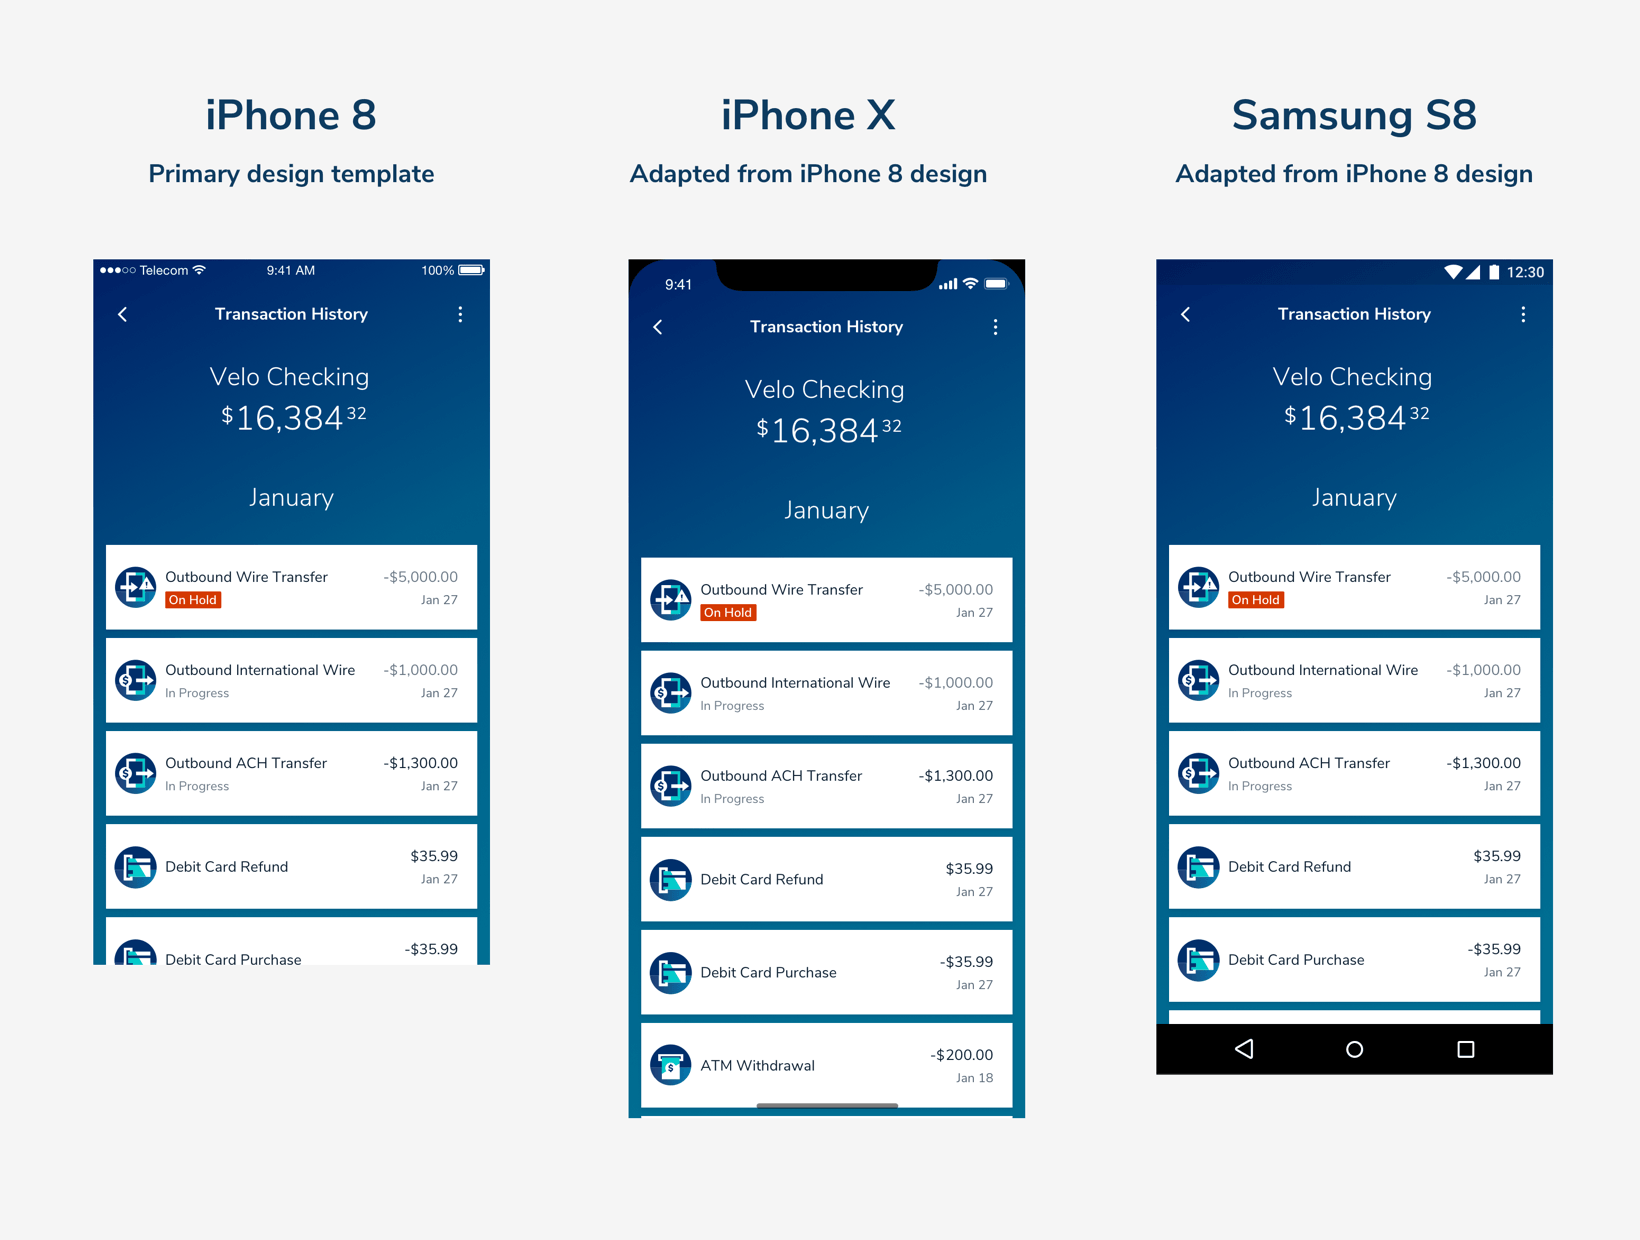 iPhone 8
Primary design template
Telecom 9:41 AM 100%
Transaction History
Velo Checking
$16,384 32
January
Outbound Wire Transfer -$5,000.00
On Hold Jan 27
Outbound International Wire -$1,000.00
In Progress Jan 27
Outbound ACH Transfer -$1,300.00
In Progress Jan 27
$35.99
Debit Card Refund
Jan 27
-$35.99
Debit Card Purchase
iPhone X
Adapted from iPhone 8 design
9:41
Transaction History
Velo Checking
$16,384 32
January
Outbound Wire Transfer -$5,000.00
On Hold Jan 27
Outbound International Wire -$1,000.00
In Progress Jan 27
Outbound ACH Transfer -$1,300.00
In Progress Jan 27
$35.99
Debit Card Refund
Jan 27
-$35.99
Debit Card Purchase
Jan 27
-$200.00
ATM Withdrawal
Jan 18
Samsung S8
Adapted from iPhone 8 design
12:30
Transaction History
Velo Checking
$16,384 32
January
Outbound Wire Transfer -$5,000.00
On Hold Jan 27
Outbound International Wire -$1,000.00
In Progress Jan 27
Outbound ACH Transfer -$1,300.00
In Progress Jan 27
$35.99
Debit Card Refund
Jan 27
-$35.99
Debit Card Purchase
Jan 27